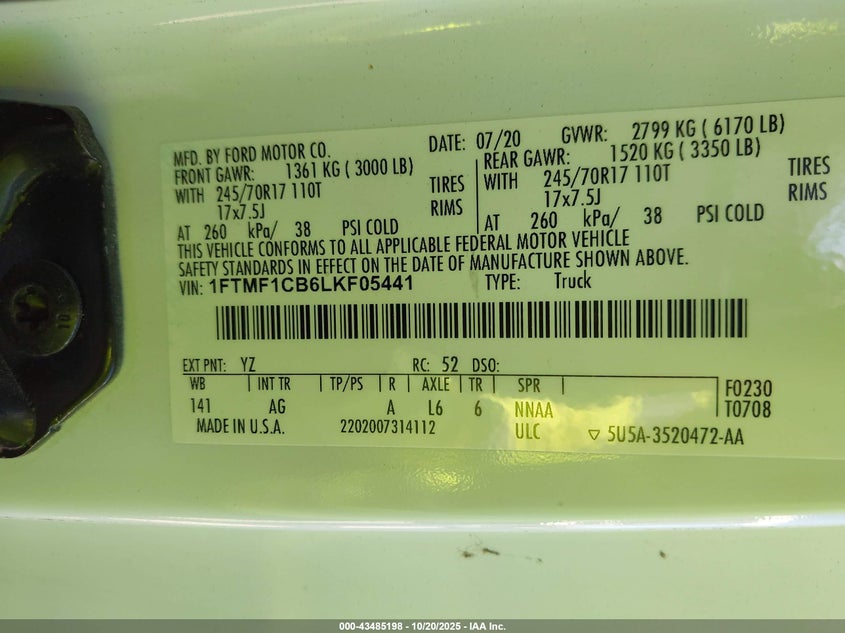 MFD. BY FORD MOTOR CO. DATE: 07/20 GVWR: 2799 KG ( 6170 LB)
FRONT GAWR: 1361 KG ( 3000 LB) REAR GAWR: 1520 KG ( 3350 LB)
WITH 245/70R17 110T TIRES WITH 245/70R17 110T TIRES
17x7.5J RIMS 17x7.5J RIMS
AT 260 kPa/ 38 PSI COLD AT 260 kPa/ 38 PSI COLD
THIS VEHICLE CONFORMS TO ALL APPLICABLE FEDERAL MOTOR VEHICLE
SAFETY STANDARDS IN EFFECT ON THE DATE OF MANUFACTURE SHOWN ABOVE.
VIN: 1FTMF1CB6LKF05441 TYPE: Truck
EXT PNT: YZ RC: 52 DSO:
WB INT TR TP/PS R AXLE TR SPR F0230
141 AG A L6 6 NNAA T0708
MADE IN U.S.A. 2202007314112 ULC ▽ 5U5A-3520472-AA
000-43485198 - 10/20/2025 - IAA Inc.